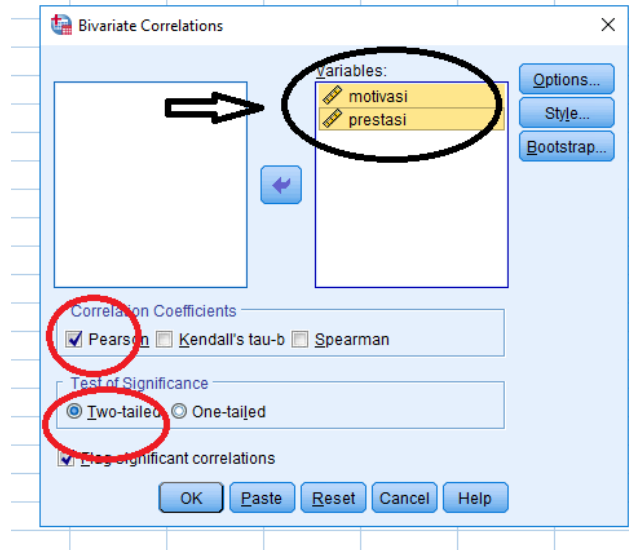 Bivariate Correlations
Variables:
motivasi
prestasi
Options...
Style...
Bootstrap...
Correlation Coefficients
Pearson Kendall's tau-b Spearman
Test of Significance
Two-tailed One-tailed
Flag significant correlations
OK Paste Reset Cancel Help